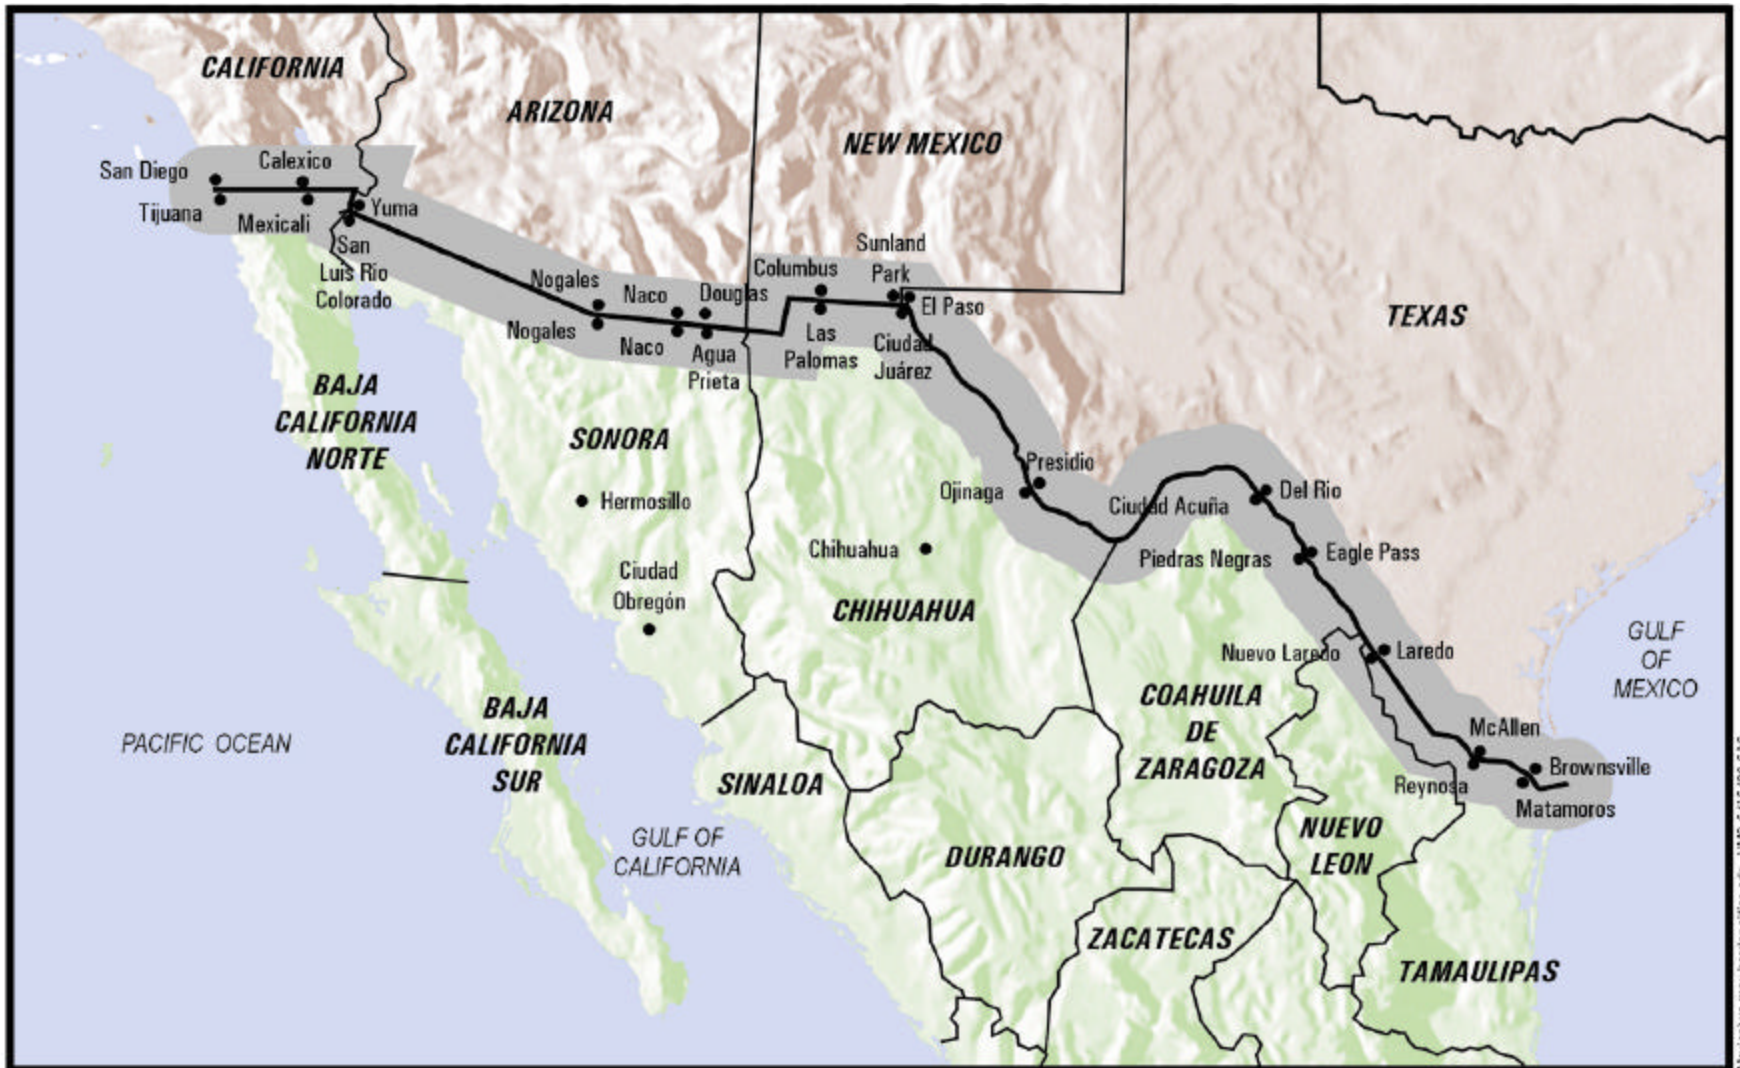 CALIFORNIA
ARIZONA
NEW MEXICO
TEXAS
San Diego
Calexico
Tijuana
Mexicali
Yuma
San
Luis Rio
Colorado
Nogales
Nogales
Naco
Naco
Douglas
Agua
Prieta
Columbus
Las
Palomas
Sunland
Park
El Paso
Ciudad
Juárez
Presidio
Ojinaga
Ciudad Acuña
Del Rio
Piedras Negras
Eagle Pass
Nuevo Laredo
Laredo
McAllen
Reynosa
Brownsville
Matamoros
BAJA
CALIFORNIA
NORTE
SONORA
Hermosillo
Ciudad
Obregón
Chihuahua
CHIHUAHUA
COAHUILA
DE
ZARAGOZA
GULF
OF
MEXICO
PACIFIC OCEAN
BAJA
CALIFORNIA
SUR
GULF OF
CALIFORNIA
SINALOA
DURANGO
NUEVO
LEON
ZACATECAS
TAMAULIPAS